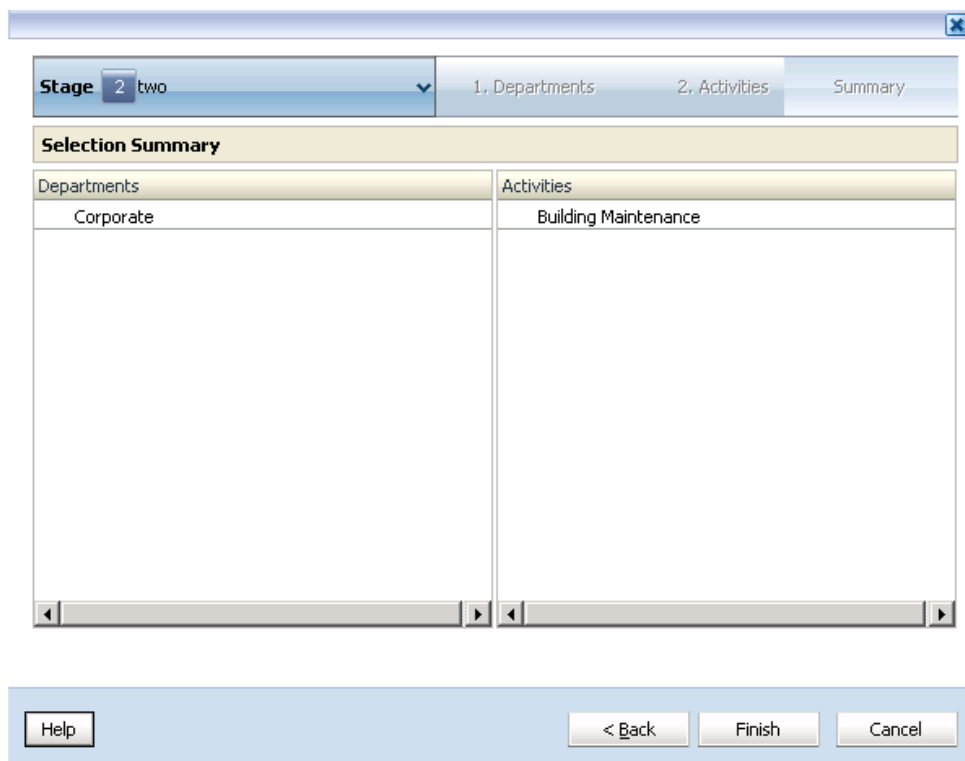 Stage 2 two 1. Departments 2. Activities Summary
Selection Summary
Departments Activities
Corporate Building Maintenance
Help < Back Finish Cancel